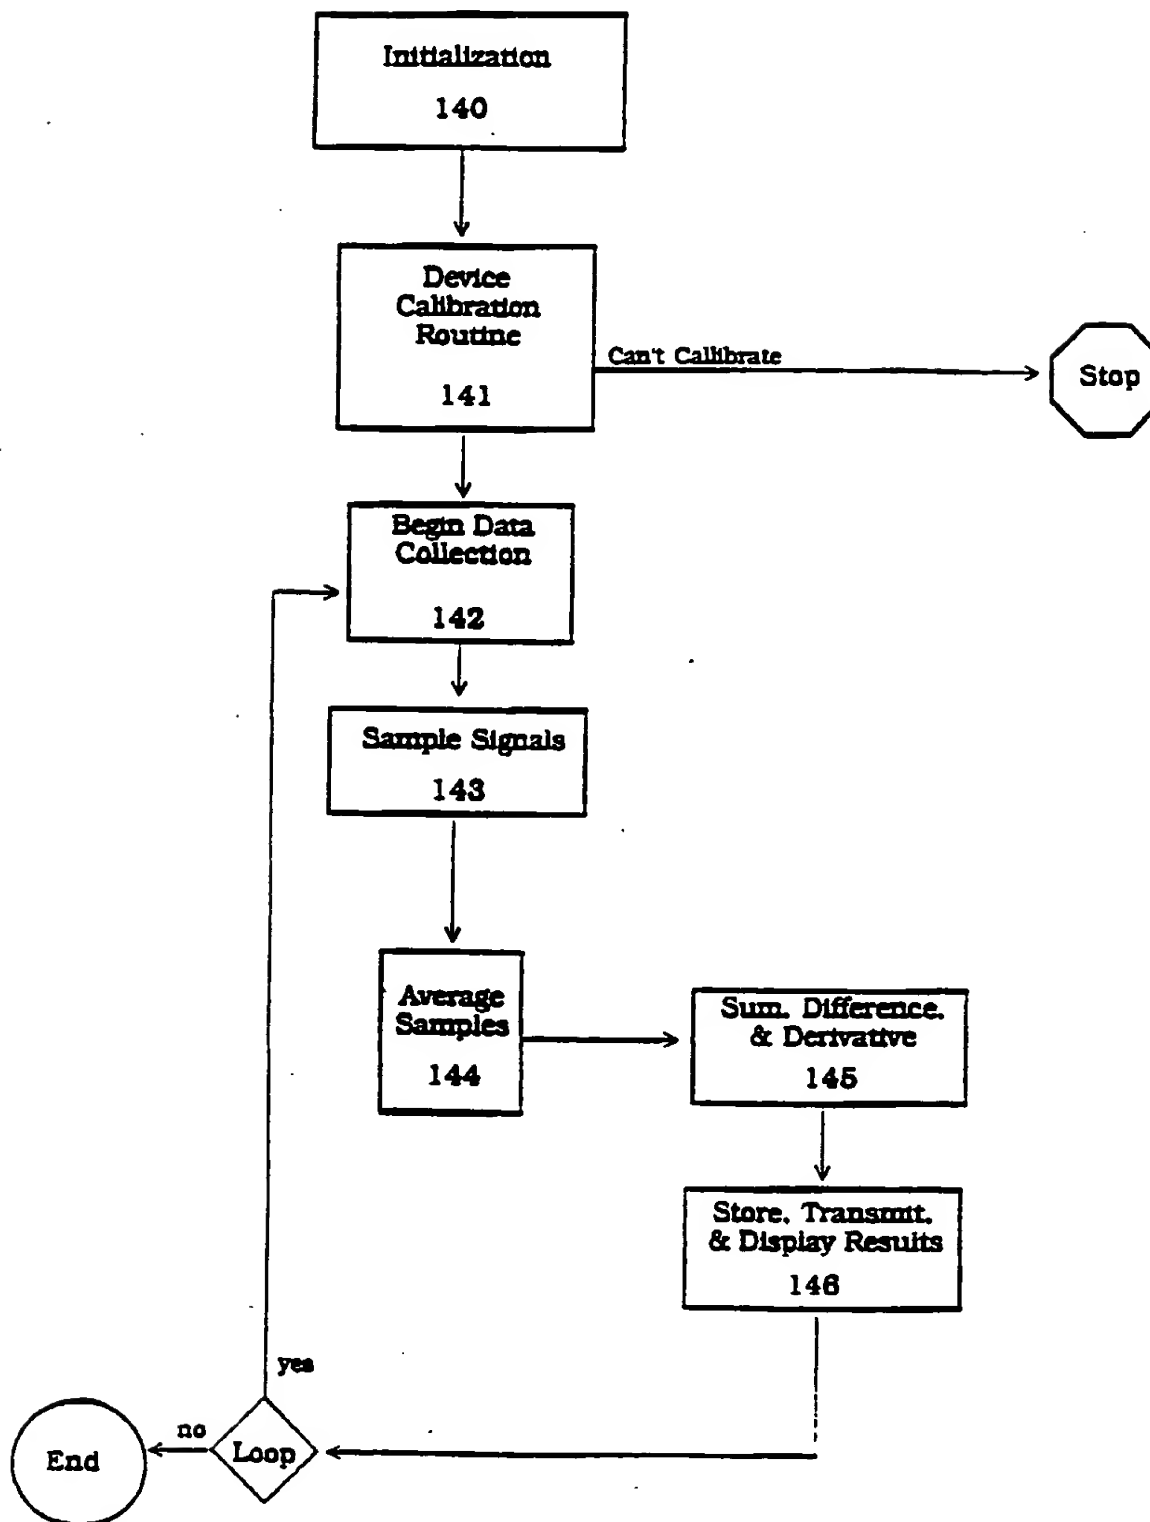 Initialization
140
Device
Calibration
Routine
141
Can't Callibrate
Stop
Begin Data
Collection
142
Sample Signals
143
Average
Samples
144
Sum, Difference,
& Derivative
145
Store, Transmit,
& Display Results
146
yes
no
Loop
End